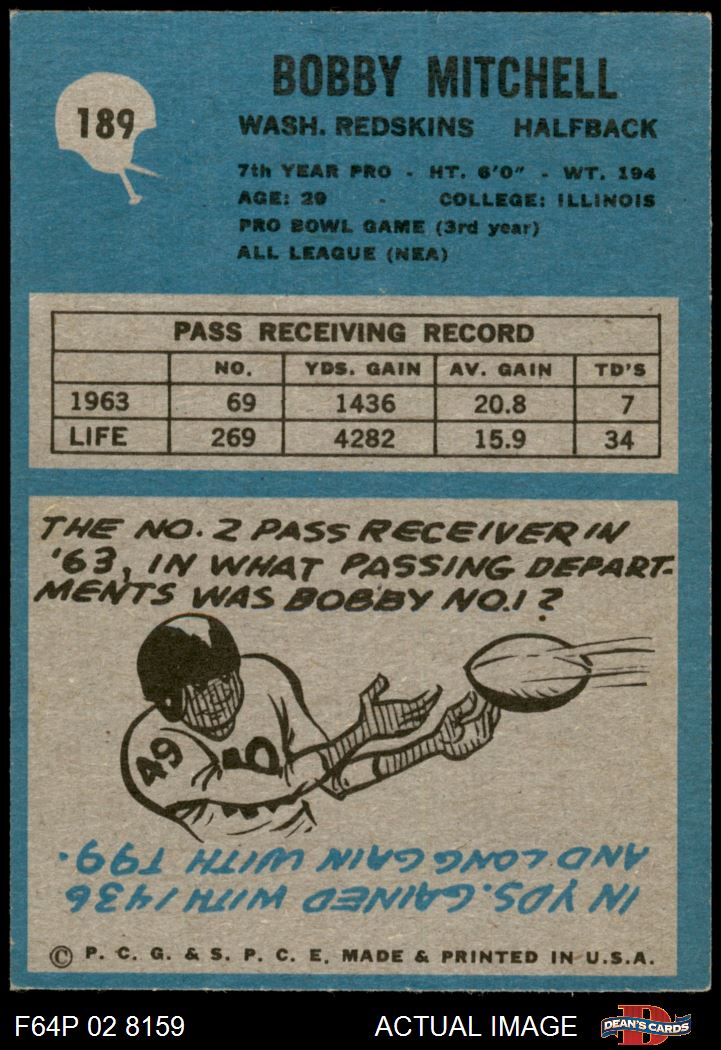 BOBBY MITCHELL
189
WASH. REDSKINS HALFBACK
7th YEAR PRO - HT. 6'0" - WT. 194
AGE: 29 - COLLEGE: ILLINOIS
PRO BOWL GAME (3rd year)
ALL LEAGUE (NEA)
PASS RECEIVING RECORD
NO. YDS. GAIN AV. GAIN TD'S
1963 69 1436 20.8 7
LIFE 269 4282 15.9 34
THE NO. 2 PASS RECEIVER IN
'63, IN WHAT PASSING DEPART-
MENTS WAS BOBBY NO. 1?
49
IN YDS. GAINED WITH 1436
AND LONG GAIN WITH T99.
© P. C. G. & S. P. C. E. MADE & PRINTED IN U.S.A.
F64P 02 8159 ACTUAL IMAGE
D
DEAN'S CARDS